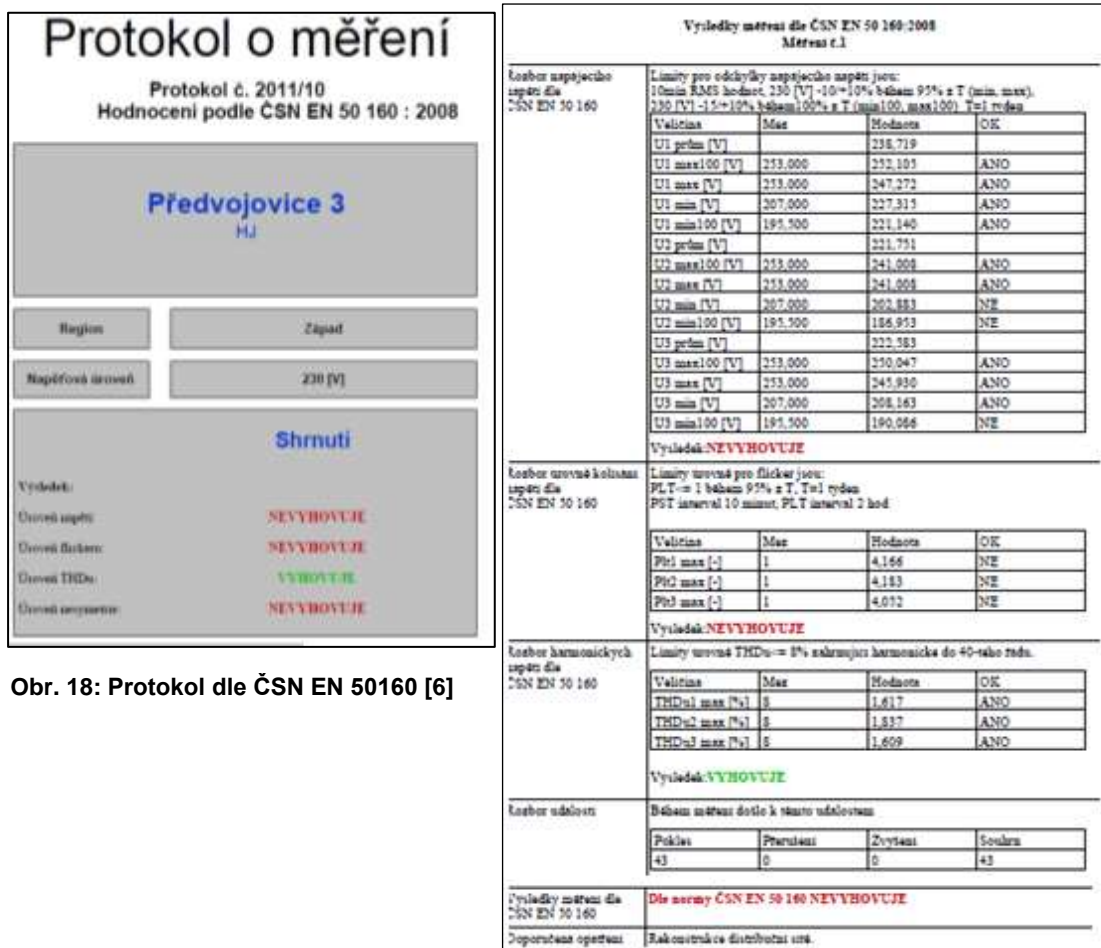 Protokol o měření
Protokol č. 2011/10
Hodnocení podle ČSN EN 50 160 : 2008
Předvojovice 3
HJ
Region
Západ
Napěťová úroveň
230 [V]
Shrnutí
Výsledek:
Úroveň napětí: NEVYHOVUJE
Úroveň flickeru: NEVYHOVUJE
Úroveň THDu: VYHOVUJE
Úroveň nesymetrie: NEVYHOVUJE
Obr. 18: Protokol dle ČSN EN 50160 [6]
Výsledky měření dle ČSN EN 50 160:2008
Měření č.1
Rozbor napájecího
napětí dle
ČSN EN 50 160
Limity pro odchylky napájecího napětí jsou:
10min RMS hodnot, 230 [V] -10/+10% během 95% z T (min, max),
230 [V] -15/+10% během100% z T (min100, max100) T=1 týden
Veličina Mez Hodnota OK
U1 prům [V] 238,719
U1 max100 [V] 253,000 252,105 ANO
U1 max [V] 253,000 247,272 ANO
U1 min [V] 207,000 227,315 ANO
U1 min100 [V] 195,500 221,140 ANO
U2 prům [V] 221,751
U2 max100 [V] 253,000 241,008 ANO
U2 max [V] 253,000 241,008 ANO
U2 min [V] 207,000 202,883 NE
U2 min100 [V] 195,500 186,953 NE
U3 prům [V] 222,583
U3 max100 [V] 253,000 250,047 ANO
U3 max [V] 253,000 245,930 ANO
U3 min [V] 207,000 208,163 ANO
U3 min100 [V] 195,500 190,086 NE
Výsledek:NEVYHOVUJE
Rozbor úrovně kolísání
napětí dle
ČSN EN 50 160
Limity úrovně pro flicker jsou:
PLT<= 1 během 95% z T, T=1 týden
PST interval 10 minut, PLT interval 2 hod
Veličina Mez Hodnota OK
Plt1 max [-] 1 4,166 NE
Plt2 max [-] 1 4,183 NE
Plt3 max [-] 1 4,052 NE
Výsledek:NEVYHOVUJE
Rozbor harmonických
napětí dle
ČSN EN 50 160
Limity úrovně THDu<= 8% zahrnující harmonické do 40-tého řádu.
Veličina Mez Hodnota OK
THDu1 max [%] 8 1,617 ANO
THDu2 max [%] 8 1,837 ANO
THDu3 max [%] 8 1,609 ANO
Výsledek:VYHOVUJE
Rozbor událostí
Během měření došlo k těmto událostem
Pokles Přerušení Zvýšení Souhrn
43 0 0 43
Výsledky měření dle
ČSN EN 50 160
Dle normy ČSN EN 50 160 NEVYHOVUJE
Doporučená opatření
Rekonstrukce distribuční sítě.